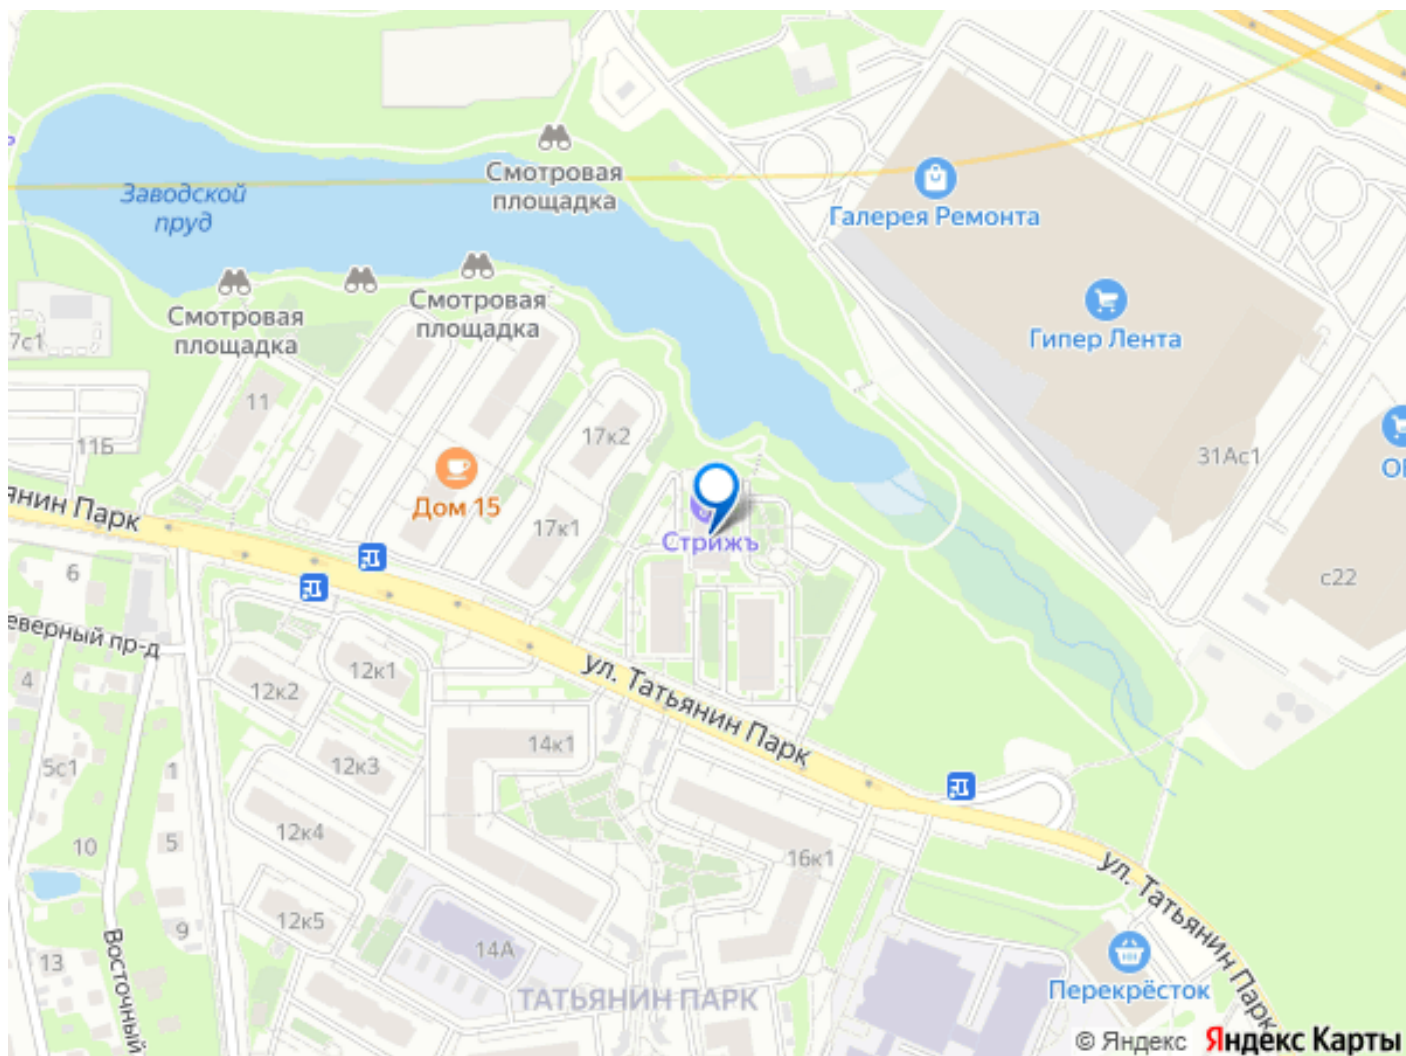 Смотровая
площадка
Заводской
пруд
Галерея Ремонта
Гипер Лента
Смотровая
площадка
Смотровая
площадка
7с1
11
11Б
17к2
31Ас1
Дом 15
17к1
Стрижъ
с22
янин Парк
6
еверный пр-д
4
12к1
12к2
ул. Татьянин Парк
14к1
12к3
5с1
1
12к4
5
10
16к1
ул. Татьянин Парк
12к5
9
14А
13
Восточный
ТАТЬЯНИН ПАРК
Перекрёсток
© Яндекс Яндекс Карты